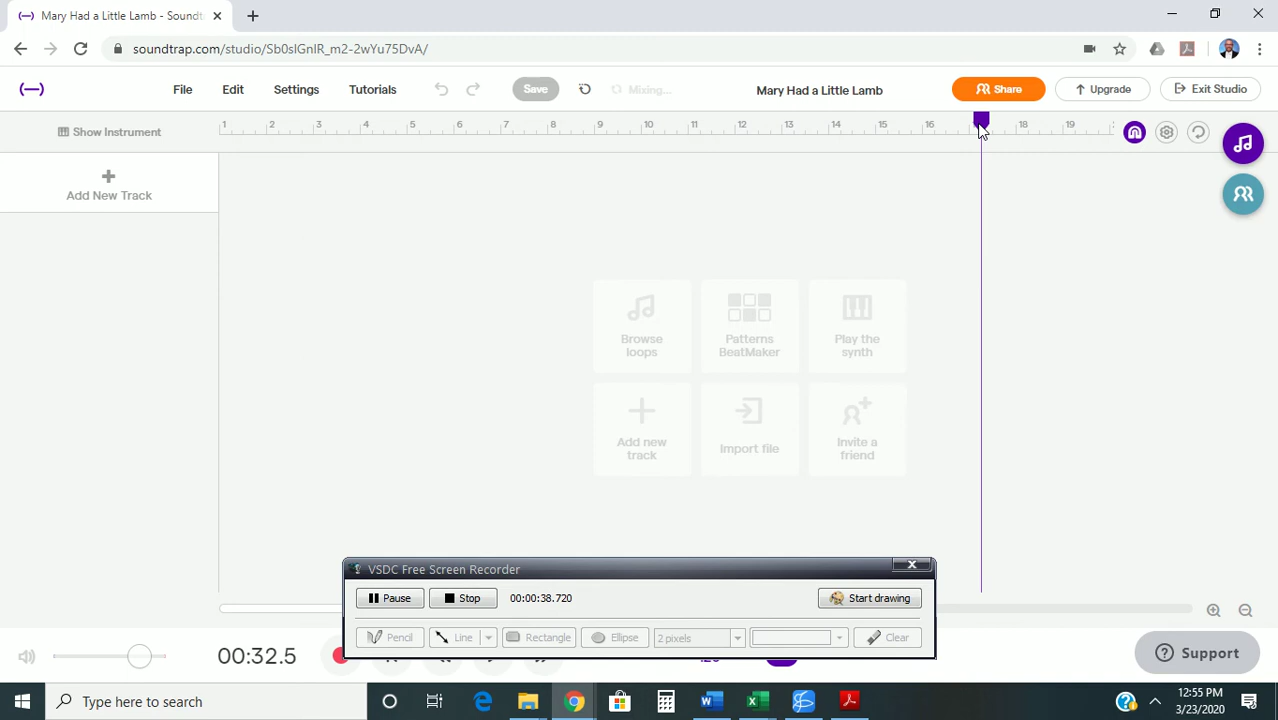 Mary Had a Little Lamb - Soundt
soundtrap.com/studio/Sb0slGnlR_m2-2wYu75DvA/
File Edit Settings Tutorials Save Mixing... Mary Had a Little Lamb Share Upgrade Exit Studio
Show Instrument 1 2 3 4 5 6 7 8 9 10 11 12 13 14 15 16 18 19
Add New Track
Browse loops
Patterns BeatMaker
Play the synth
Add new track
Import file
Invite a friend
VSDC Free Screen Recorder
Pause Stop 00:00:38.720 Start drawing
Pencil Line Rectangle Ellipse 2 pixels Clear
00:32.5 Support
Type here to search
12:55 PM
3/23/2020